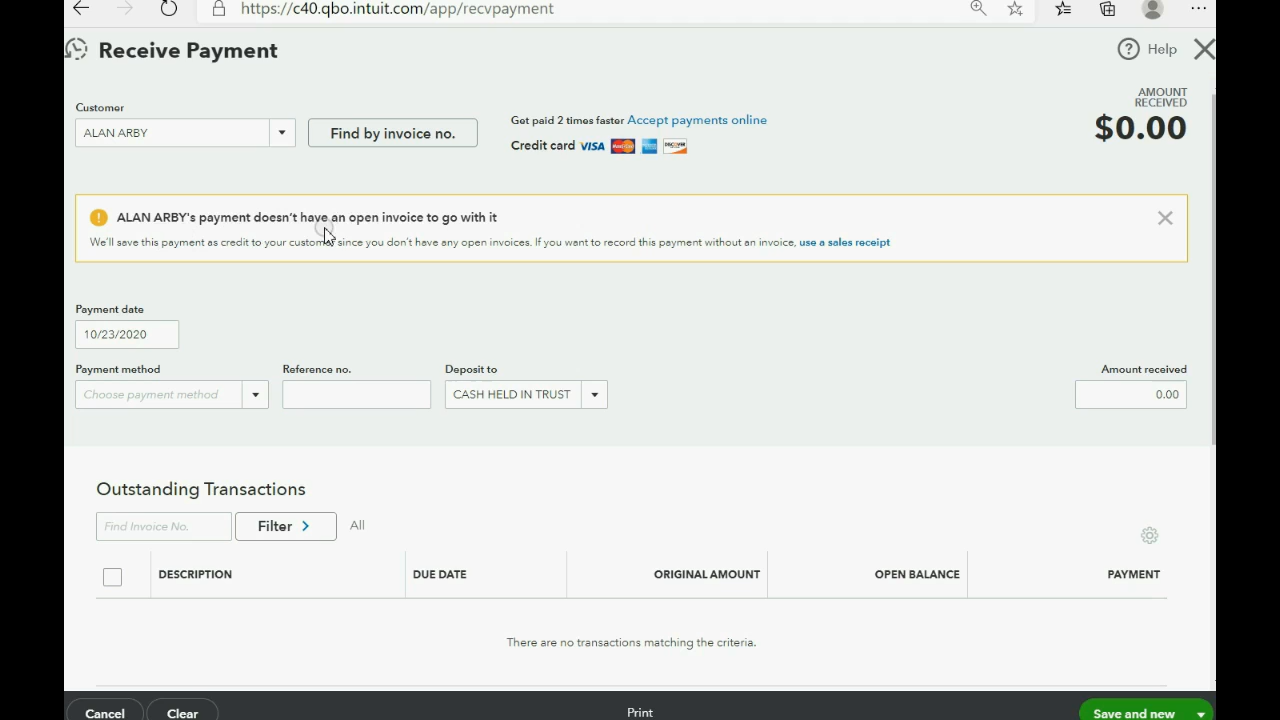 https://c40.qbo.intuit.com/app/recvpayment
Receive Payment
Help
Customer
ALAN ARBY
Find by invoice no.
Get paid 2 times faster Accept payments online
Credit card VISA MasterCard DISCOVER
AMOUNT
RECEIVED
$0.00
ALAN ARBY's payment doesn't have an open invoice to go with it
We'll save this payment as credit to your customer since you don't have any open invoices. If you want to record this payment without an invoice, use a sales receipt
Payment date
10/23/2020
Payment method
Reference no.
Deposit to
Amount received
Choose payment method
CASH HELD IN TRUST
0.00
Outstanding Transactions
Find Invoice No.
Filter
All
DESCRIPTION
DUE DATE
ORIGINAL AMOUNT
OPEN BALANCE
PAYMENT
There are no transactions matching the criteria.
Cancel
Clear
Print
Save and new